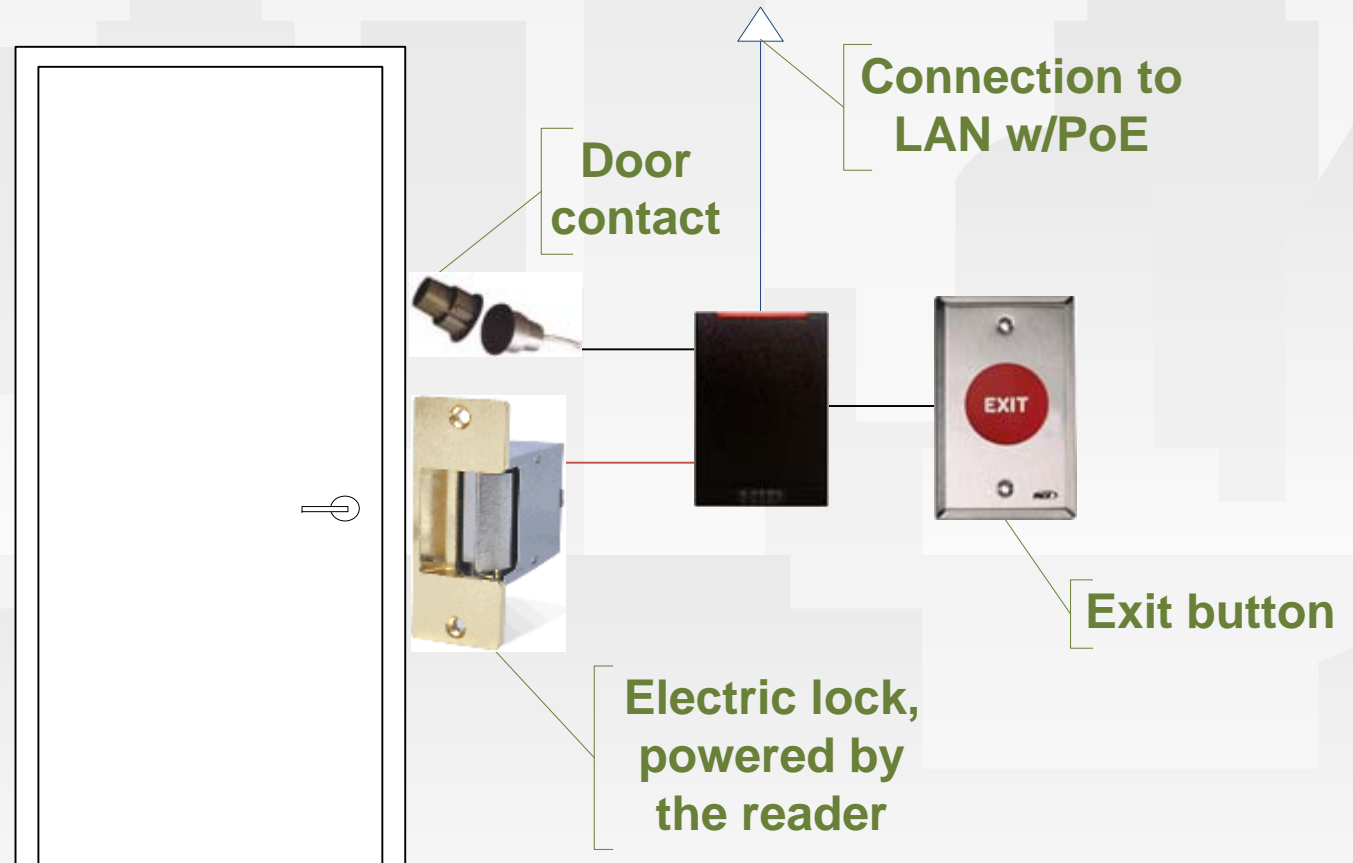 Connection to
LAN w/PoE
Door
contact
EXIT
Exit button
Electric lock,
powered by
the reader